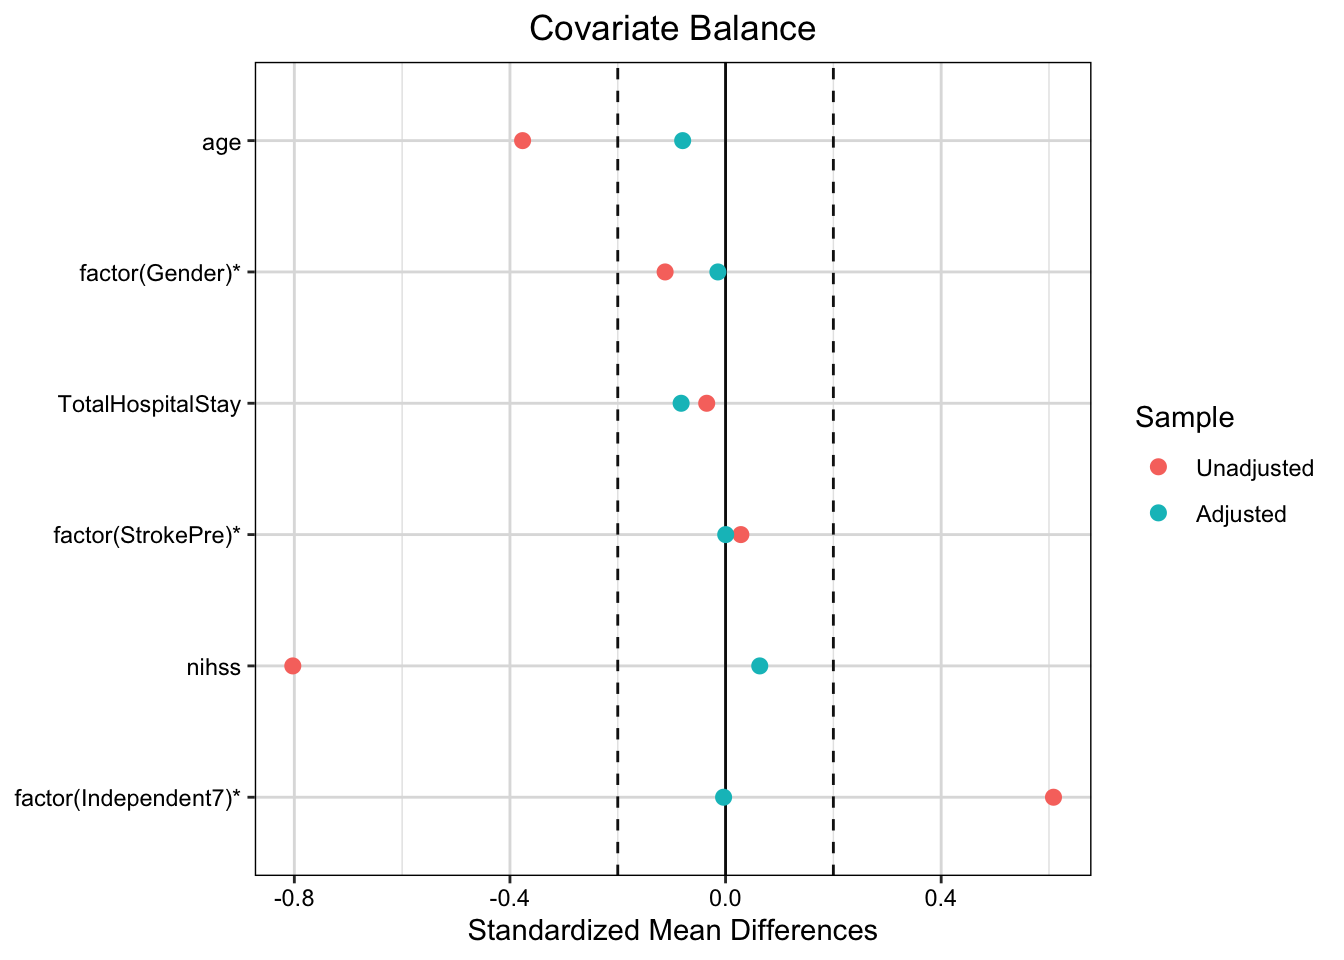 Covariate Balance
age
factor(Gender)*
TotalHospitalStay
factor(StrokePre)*
nihss
factor(Independent7)*
-0.8
-0.4
0.0
0.4
Standardized Mean Differences
Sample
Unadjusted
Adjusted